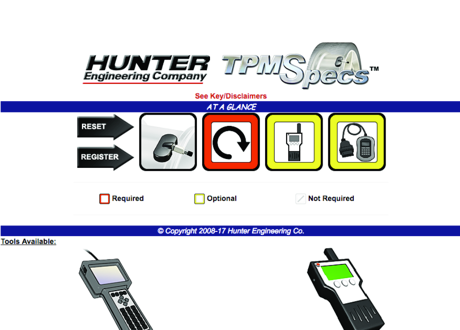 HUNTER
Engineering Company
TPMSpecs™
See Key/Disclaimers
AT A GLANCE
RESET
REGISTER
Required
Optional
Not Required
© Copyright 2008-17 Hunter Engineering Co.
Tools Available: